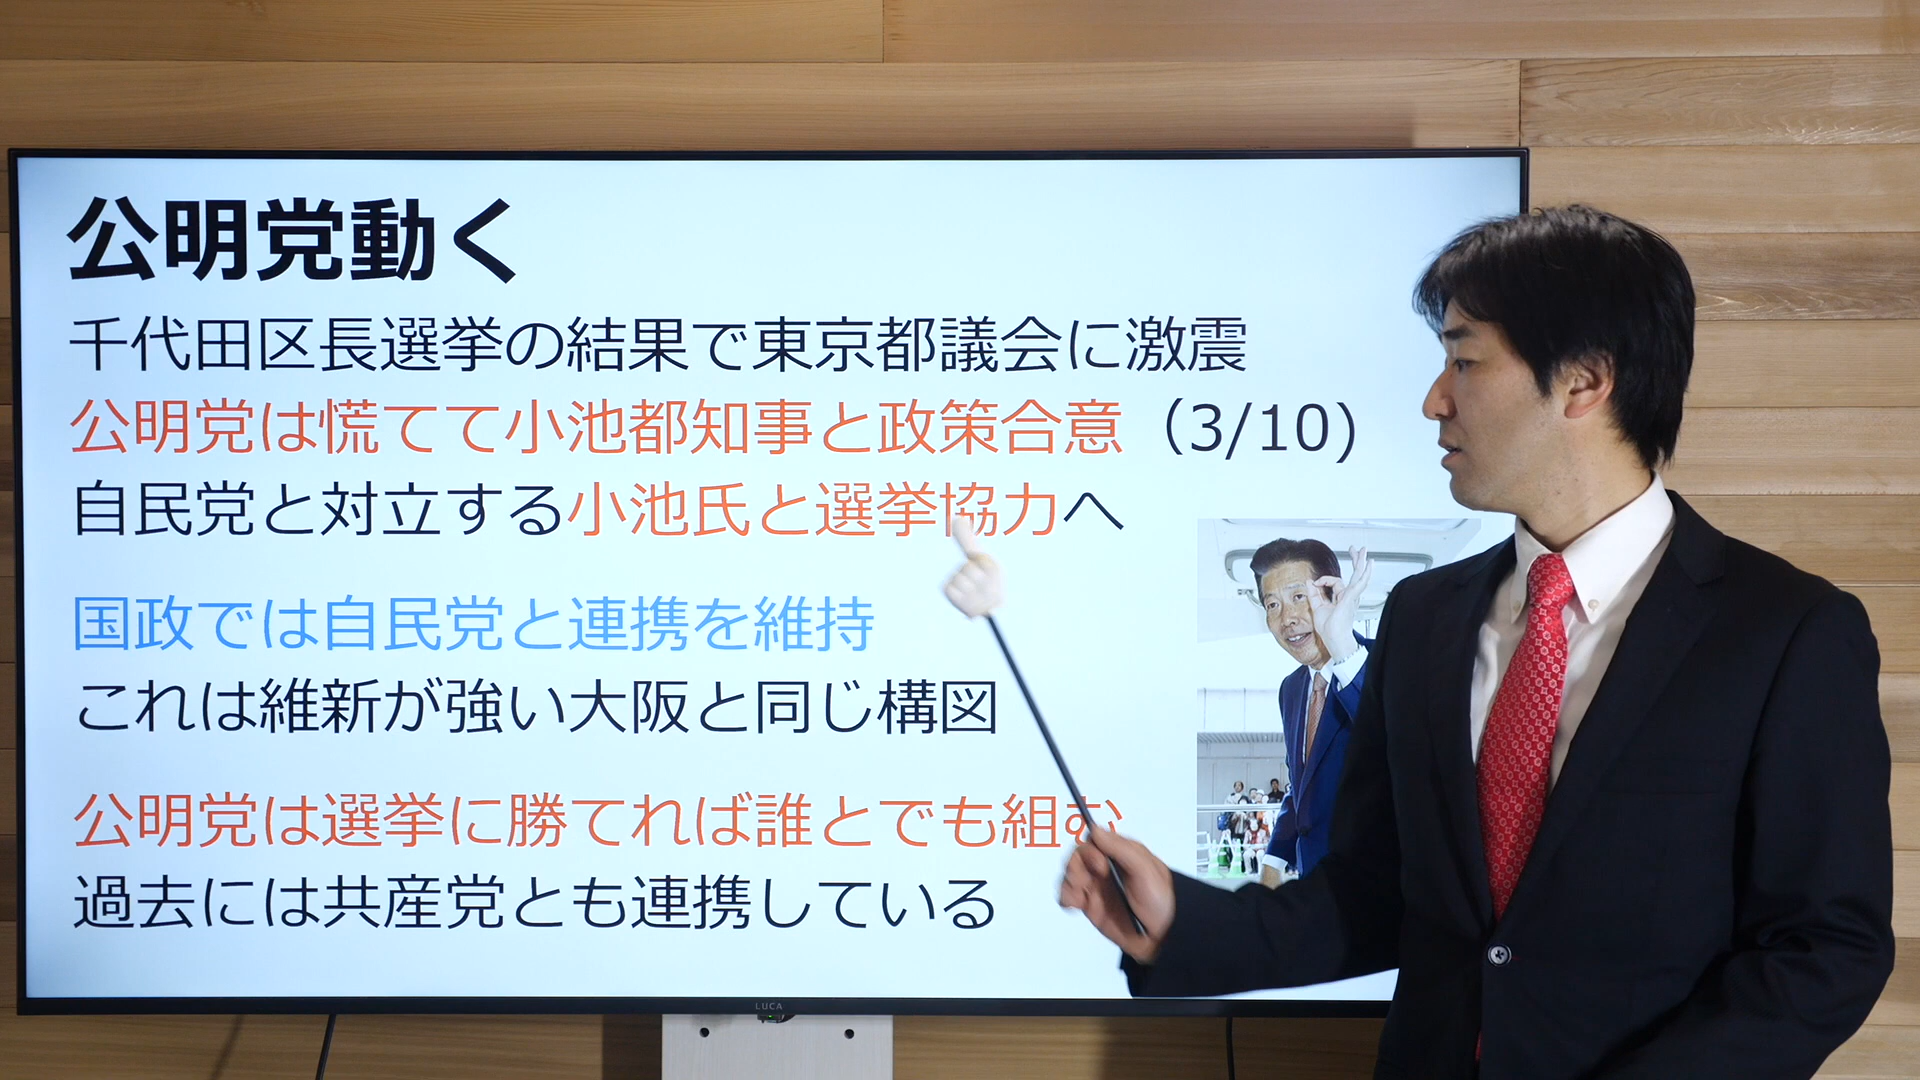 公明党動く
千代田区長選挙の結果で東京都議会に激震
公明党は慌てて小池都知事と政策合意（3/10）
自民党と対立する小池氏と選挙協力へ
国政では自民党と連携を維持
これは維新が強い大阪と同じ構図
公明党は選挙に勝てれば誰とでも組む
過去には共産党とも連携している
LUCA